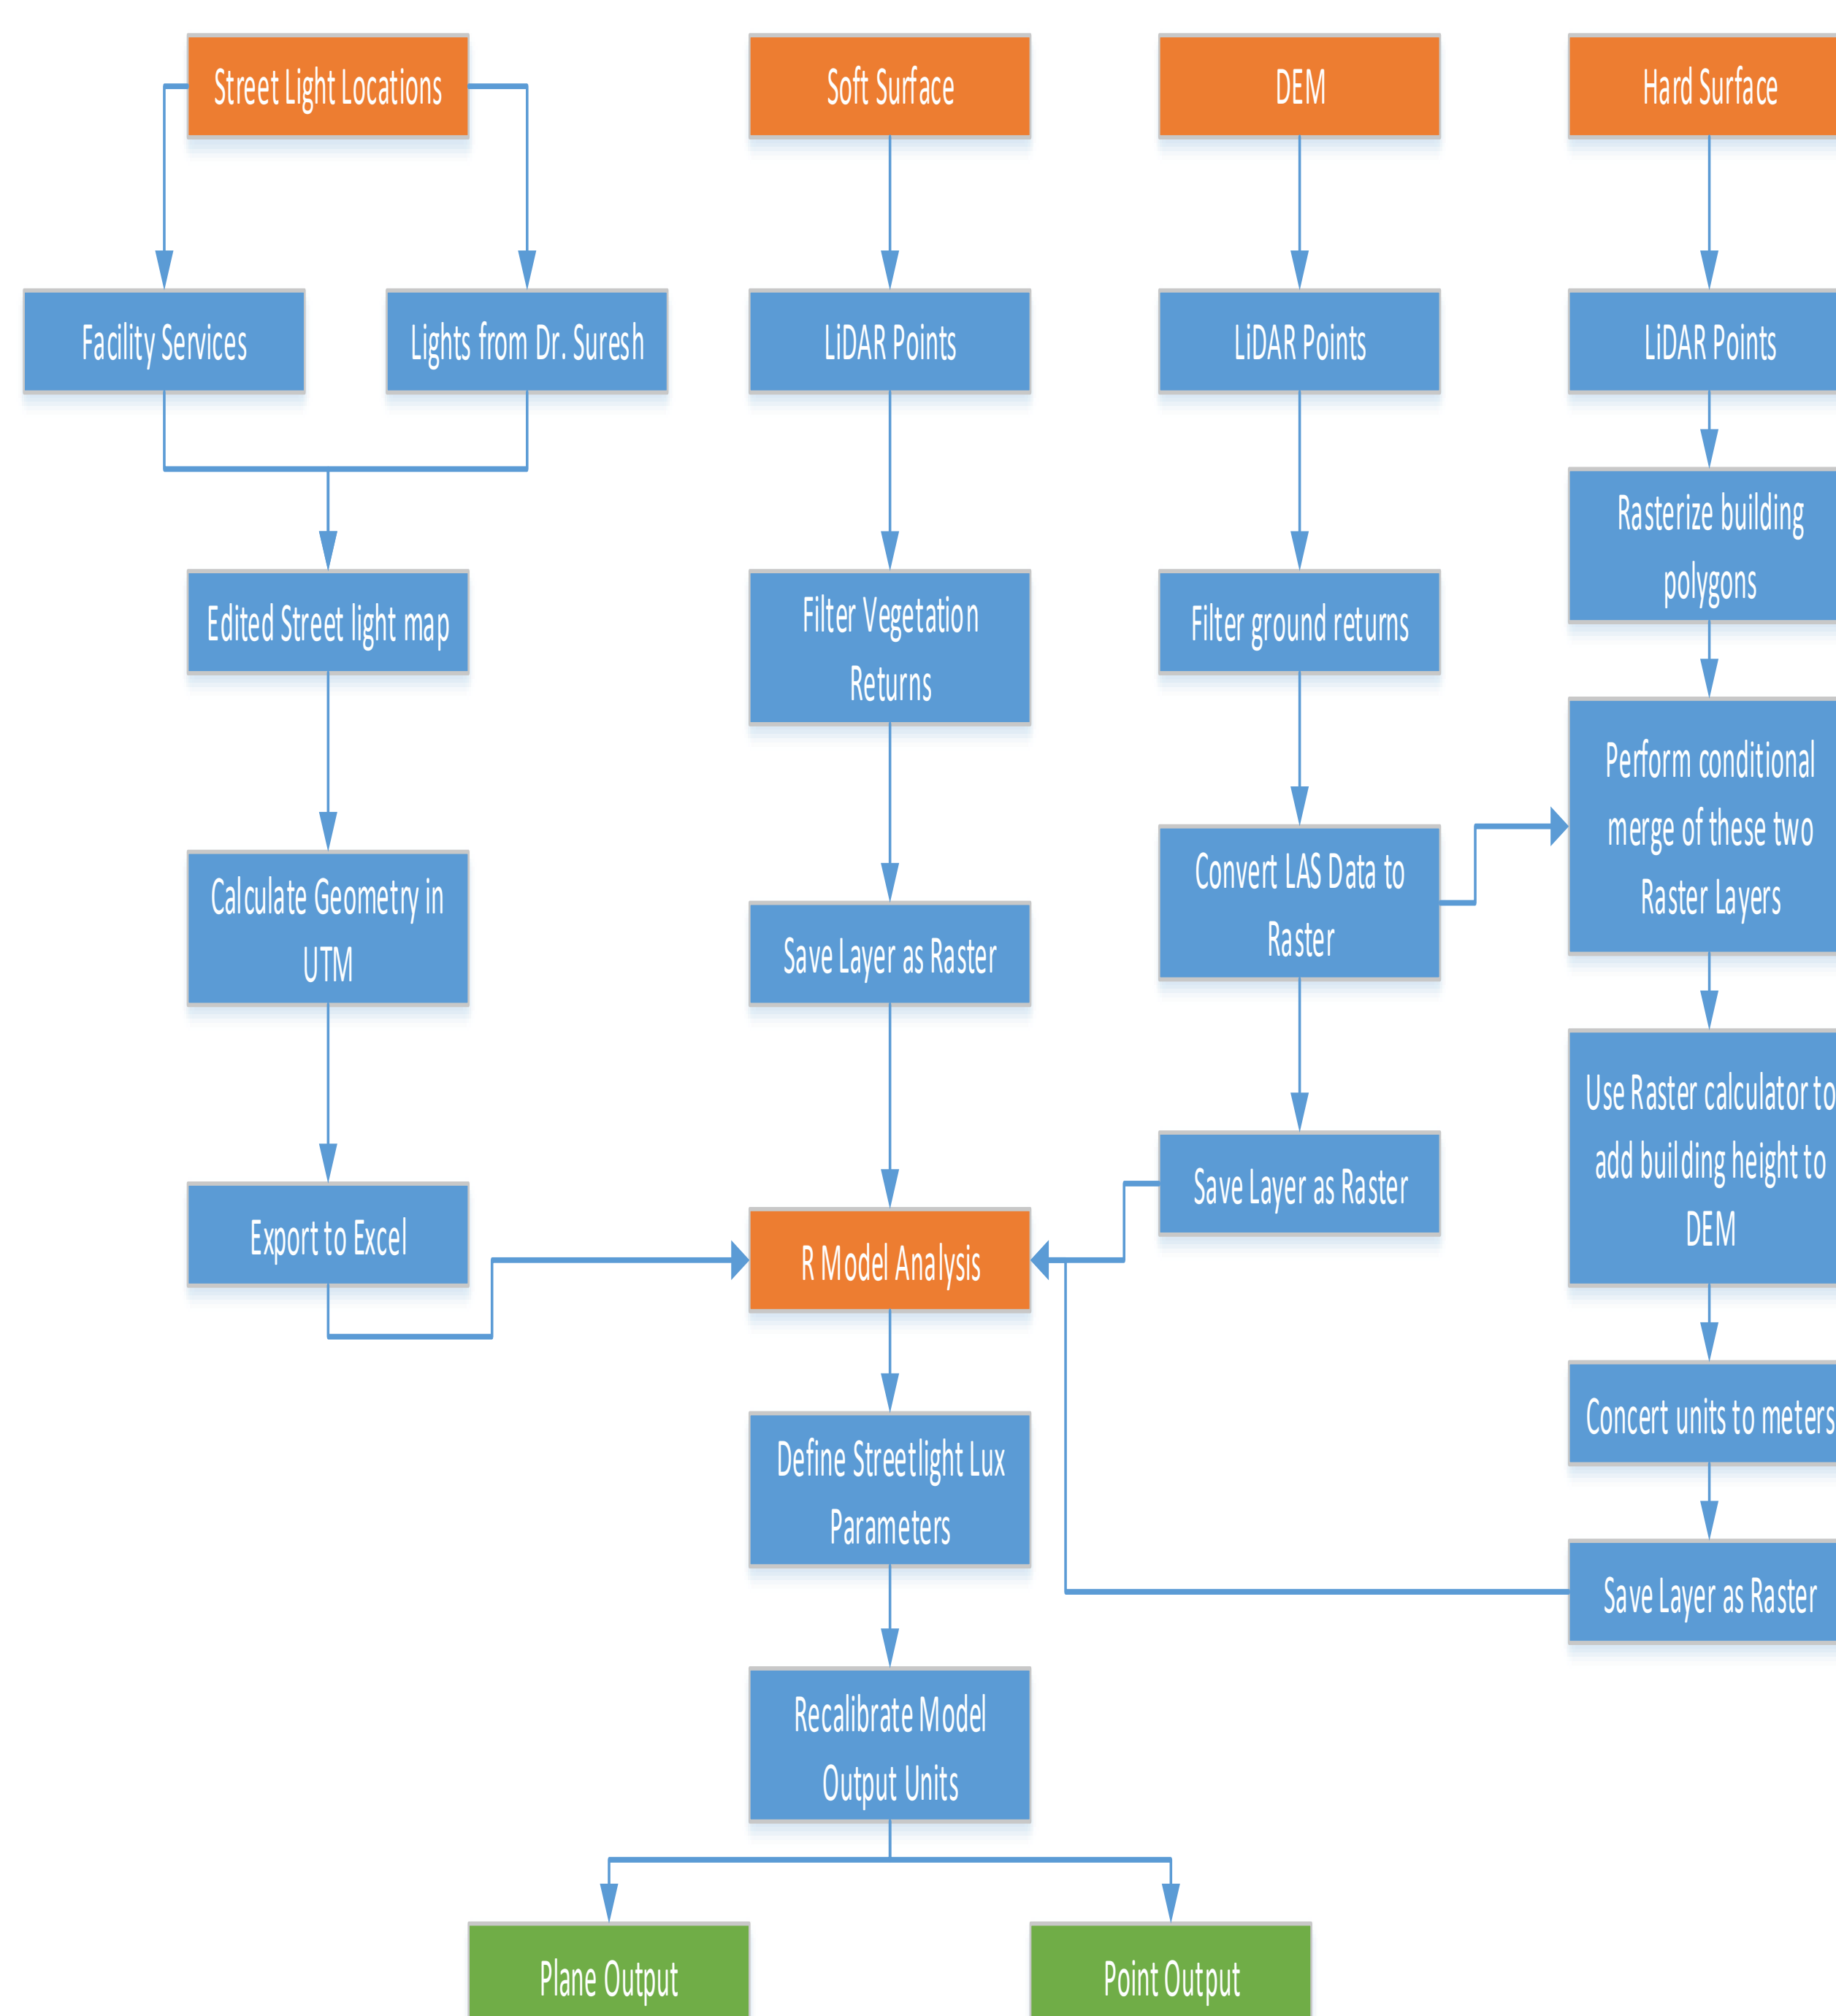 Street Light Locations
Soft Surface
DEM
Hard Surface
Facility Services
Lights from Dr. Suresh
LiDAR Points
LiDAR Points
LiDAR Points
Rasterize building
polygons
Edited Street light map
Filter Vegetation
Returns
Filter ground returns
Perform conditional
merge of these two
Raster Layers
Calculate Geometry in
UTM
Save Layer as Raster
Convert LAS Data to
Raster
Use Raster calculator to
add building height to
DEM
Export to Excel
R Model Analysis
Save Layer as Raster
Concert units to meters
Define Streetlight Lux
Parameters
Save Layer as Raster
Recalibrate Model
Output Units
Plane Output
Point Output